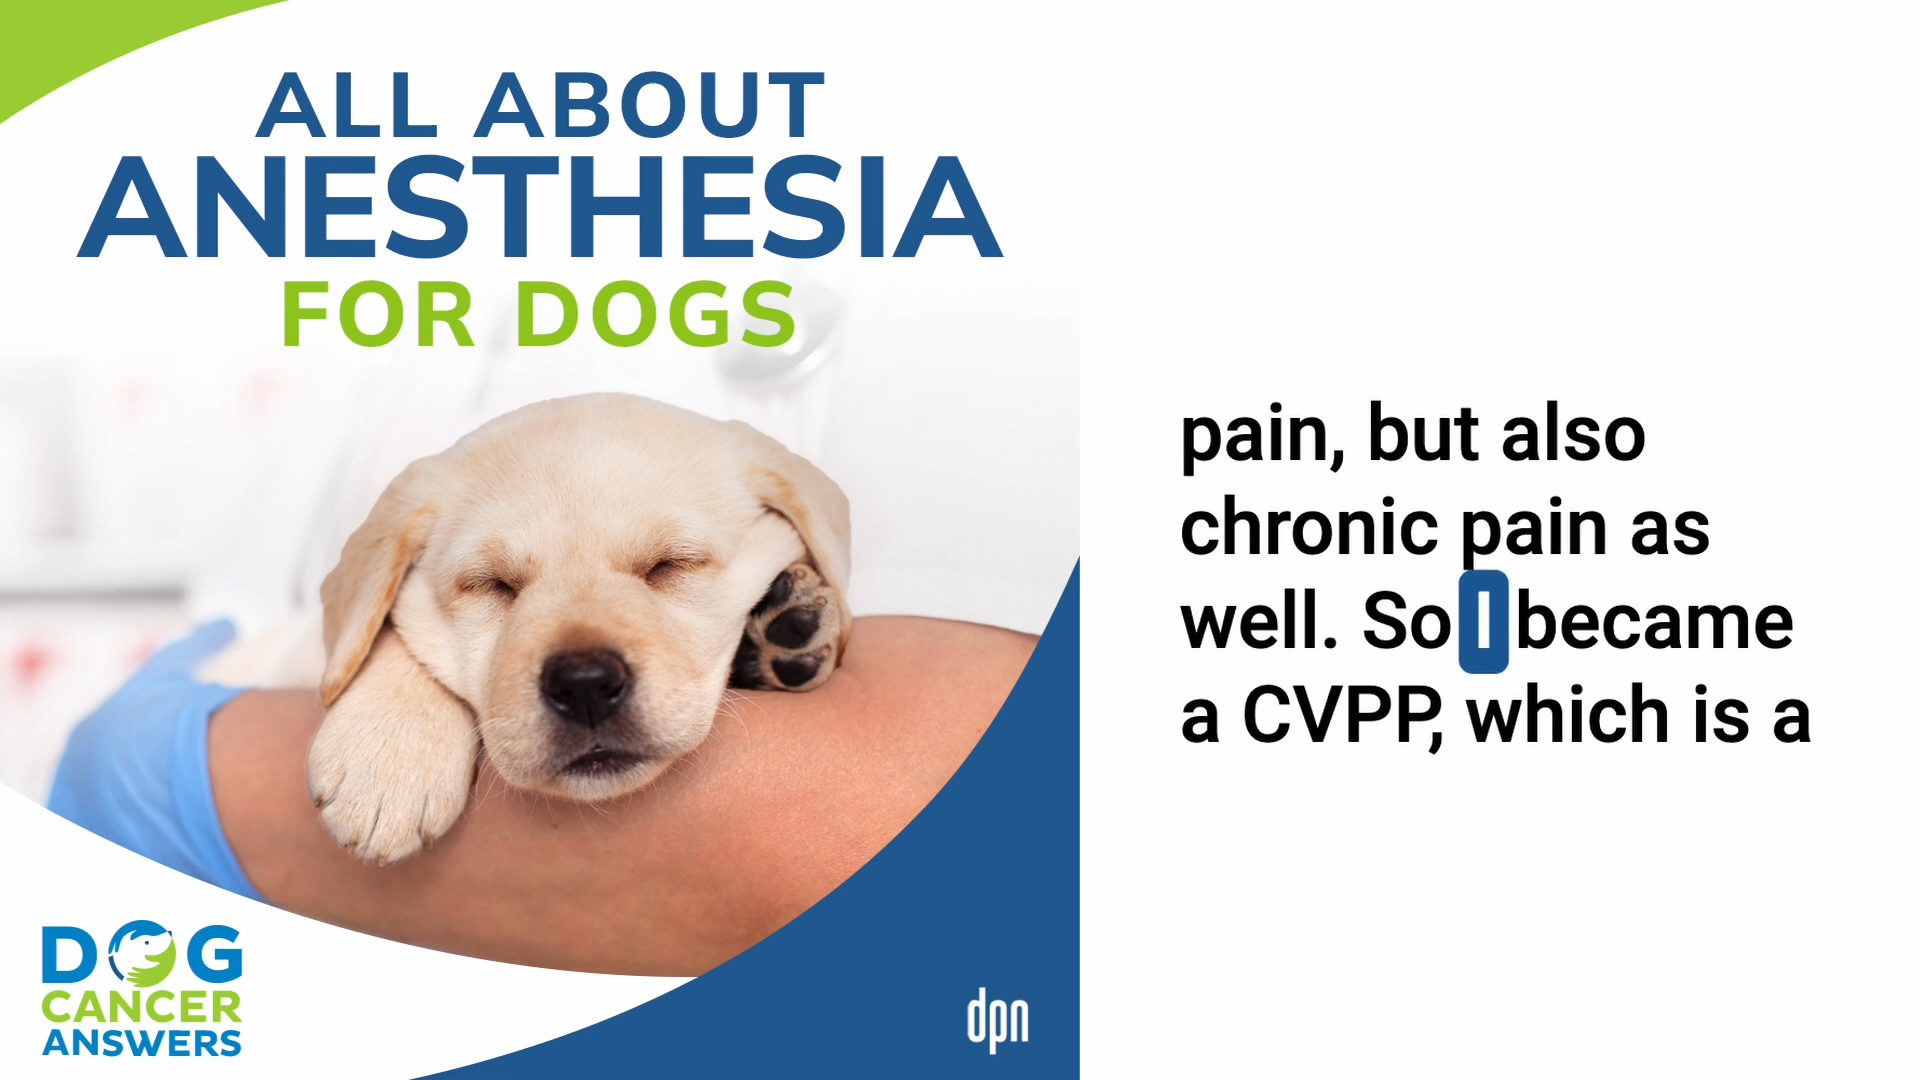 ALL ABOUT
ANESTHESIA
FOR DOGS
pain, but also
chronic pain as
well. So I became
a CVPP, which is a
DOG
CANCER
ANSWERS
dpn